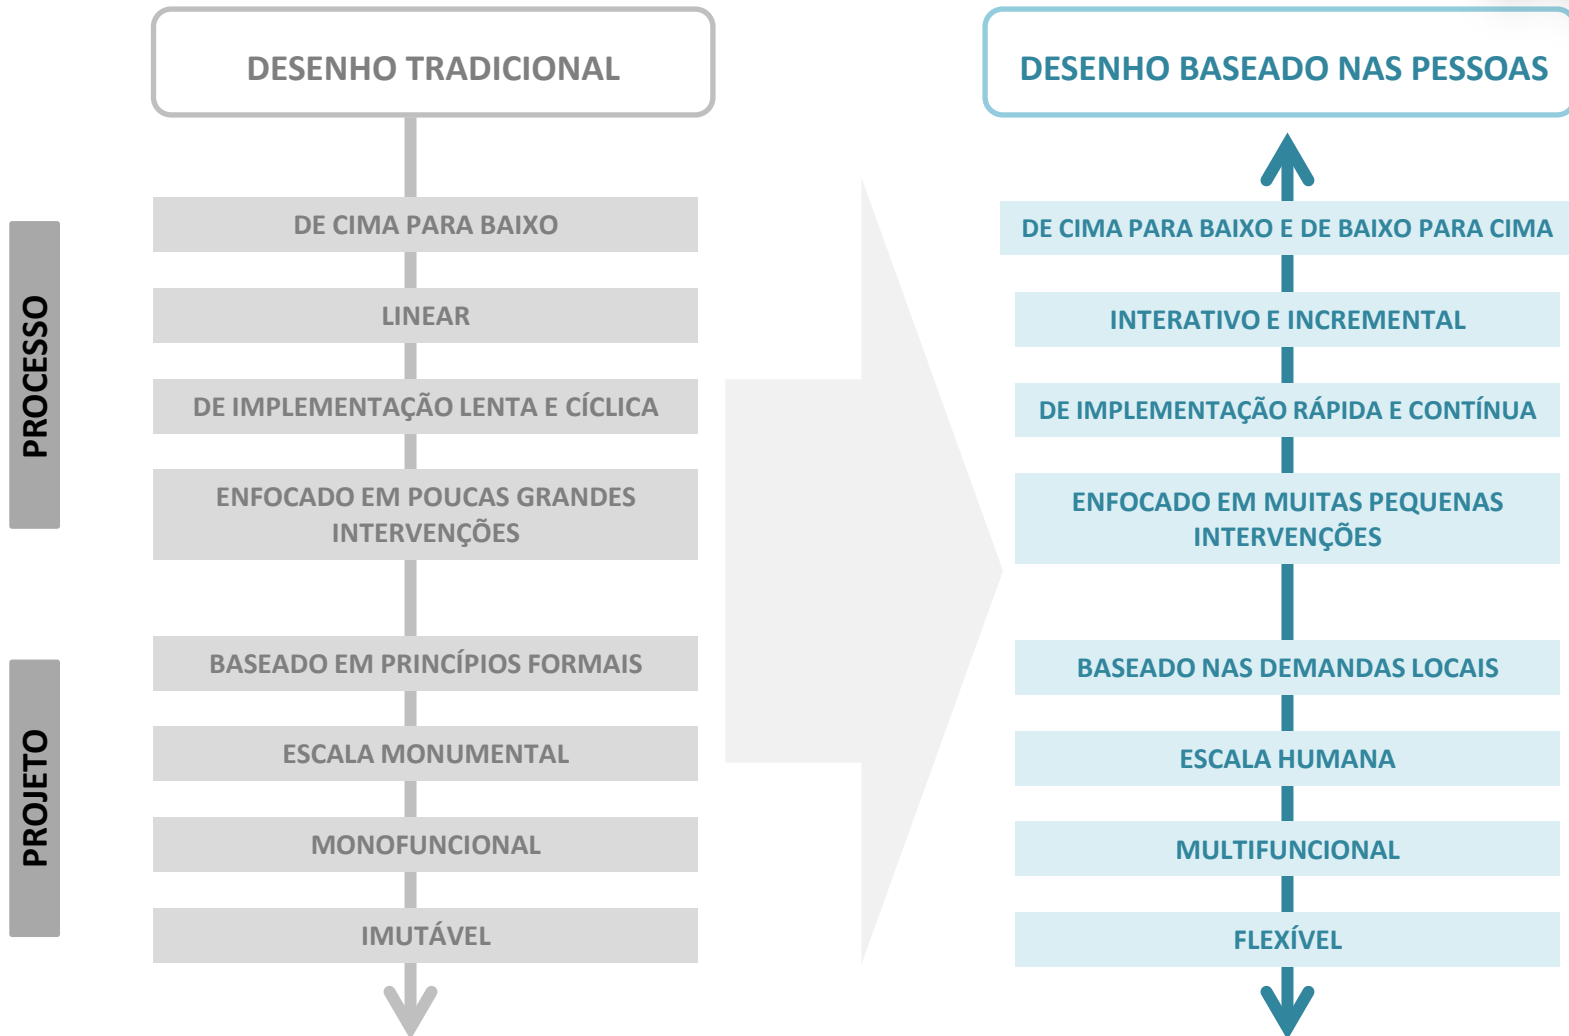 DESENHO TRADICIONAL
DESENHO BASEADO NAS PESSOAS
PROCESSO
DE CIMA PARA BAIXO
DE CIMA PARA BAIXO E DE BAIXO PARA CIMA
LINEAR
INTERATIVO E INCREMENTAL
DE IMPLEMENTAÇÃO LENTA E CÍCLICA
DE IMPLEMENTAÇÃO RÁPIDA E CONTÍNUA
ENFOCADO EM POUCAS GRANDES
INTERVENÇÕES
ENFOCADO EM MUITAS PEQUENAS
INTERVENÇÕES
PROJETO
BASEADO EM PRINCÍPIOS FORMAIS
BASEADO NAS DEMANDAS LOCAIS
ESCALA MONUMENTAL
ESCALA HUMANA
MONOFUNCIONAL
MULTIFUNCIONAL
IMUTÁVEL
FLEXÍVEL